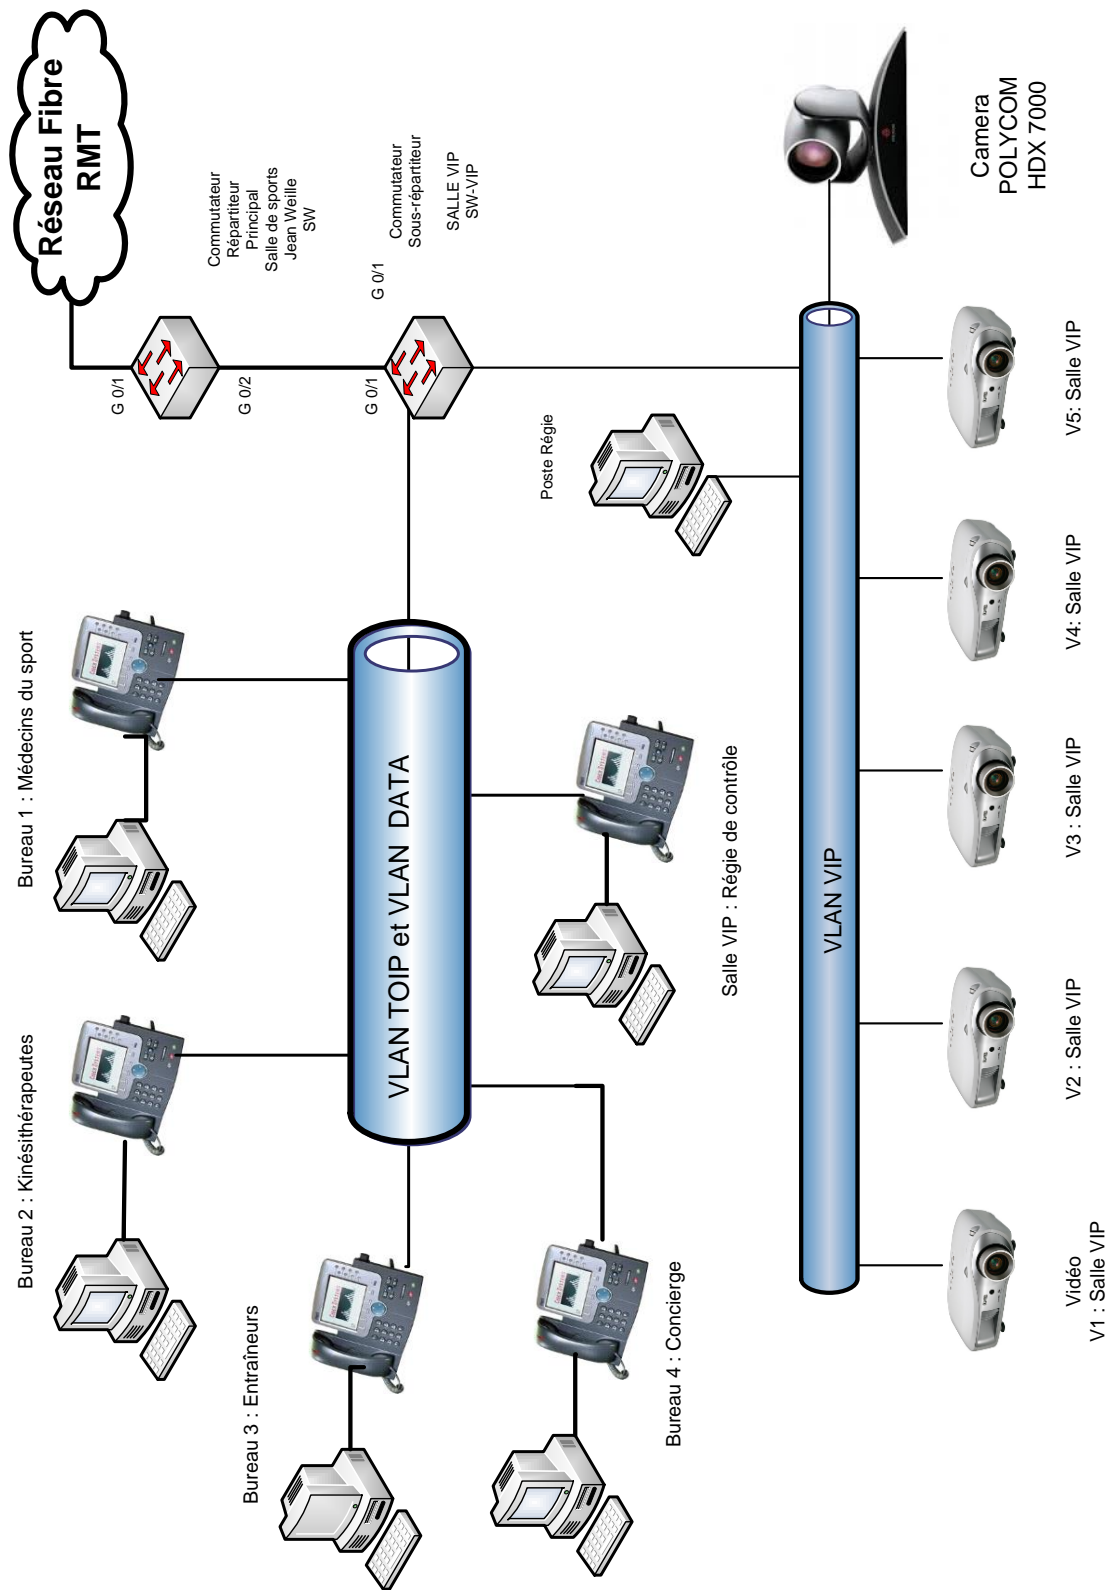 Réseau Fibre
RMT
G 0/1
G 0/2
Commutateur
Répartiteur
Principal
Salle de sports
Jean Weille
SW
G 0/1
G 0/1
Commutateur
Sous-répartiteur
SALLE VIP
SW-VIP
Camera
POLYCOM
HDX 7000
Bureau 1 : Médecins du sport
Bureau 2 : Kinésithérapeutes
Bureau 3 : Entraîneurs
Bureau 4 : Concierge
VLAN TOIP et VLAN DATA
Salle VIP : Régie de contrôle
Poste Régie
VLAN VIP
Vidéo
V1 : Salle VIP
V2 : Salle VIP
V3 : Salle VIP
V4: Salle VIP
V5: Salle VIP